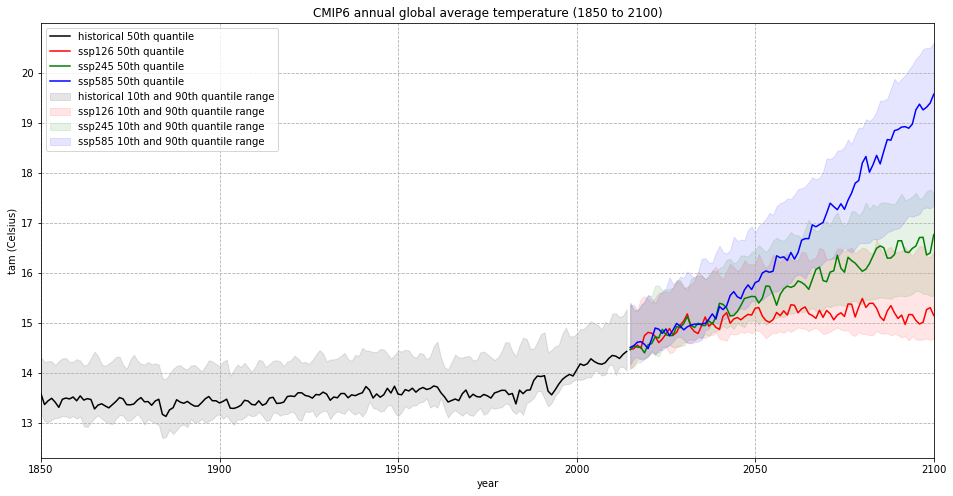 CMIP6 annual global average temperature (1850 to 2100)
historical 50th quantile
ssp126 50th quantile
ssp245 50th quantile
ssp585 50th quantile
historical 10th and 90th quantile range
ssp126 10th and 90th quantile range
ssp245 10th and 90th quantile range
ssp585 10th and 90th quantile range
tam (Celsius)
20
19
18
17
16
15
14
13
1850
1900
1950
2000
2050
2100
year